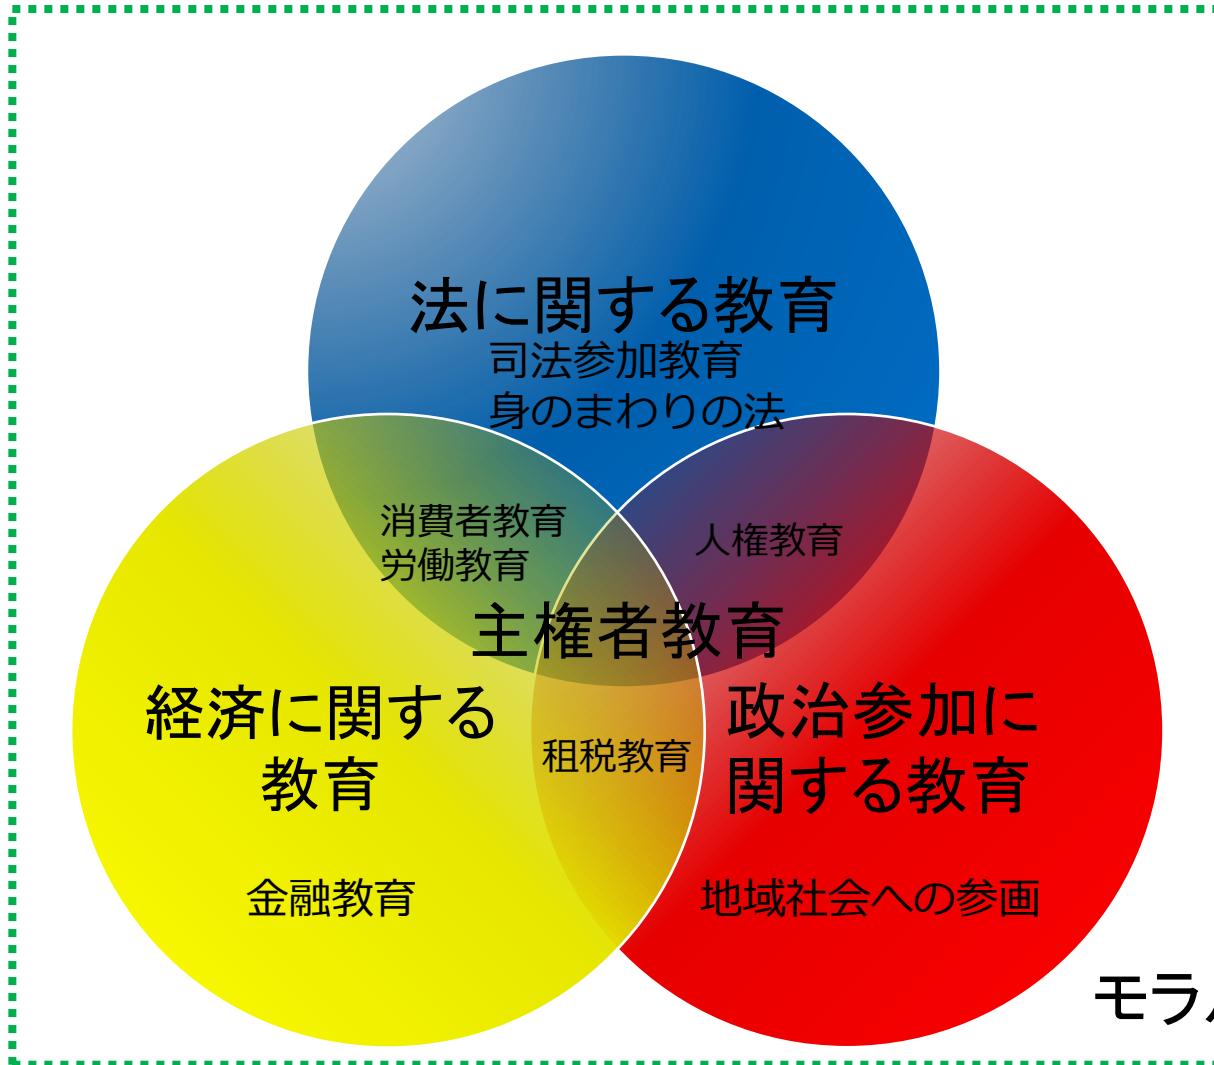 法に関する教育
司法参加教育
身のまわりの法
消費者教育
労働教育
人権教育
主権者教育
経済に関する
教育
政治参加に
関する教育
租税教育
金融教育
地域社会への参画
モラ